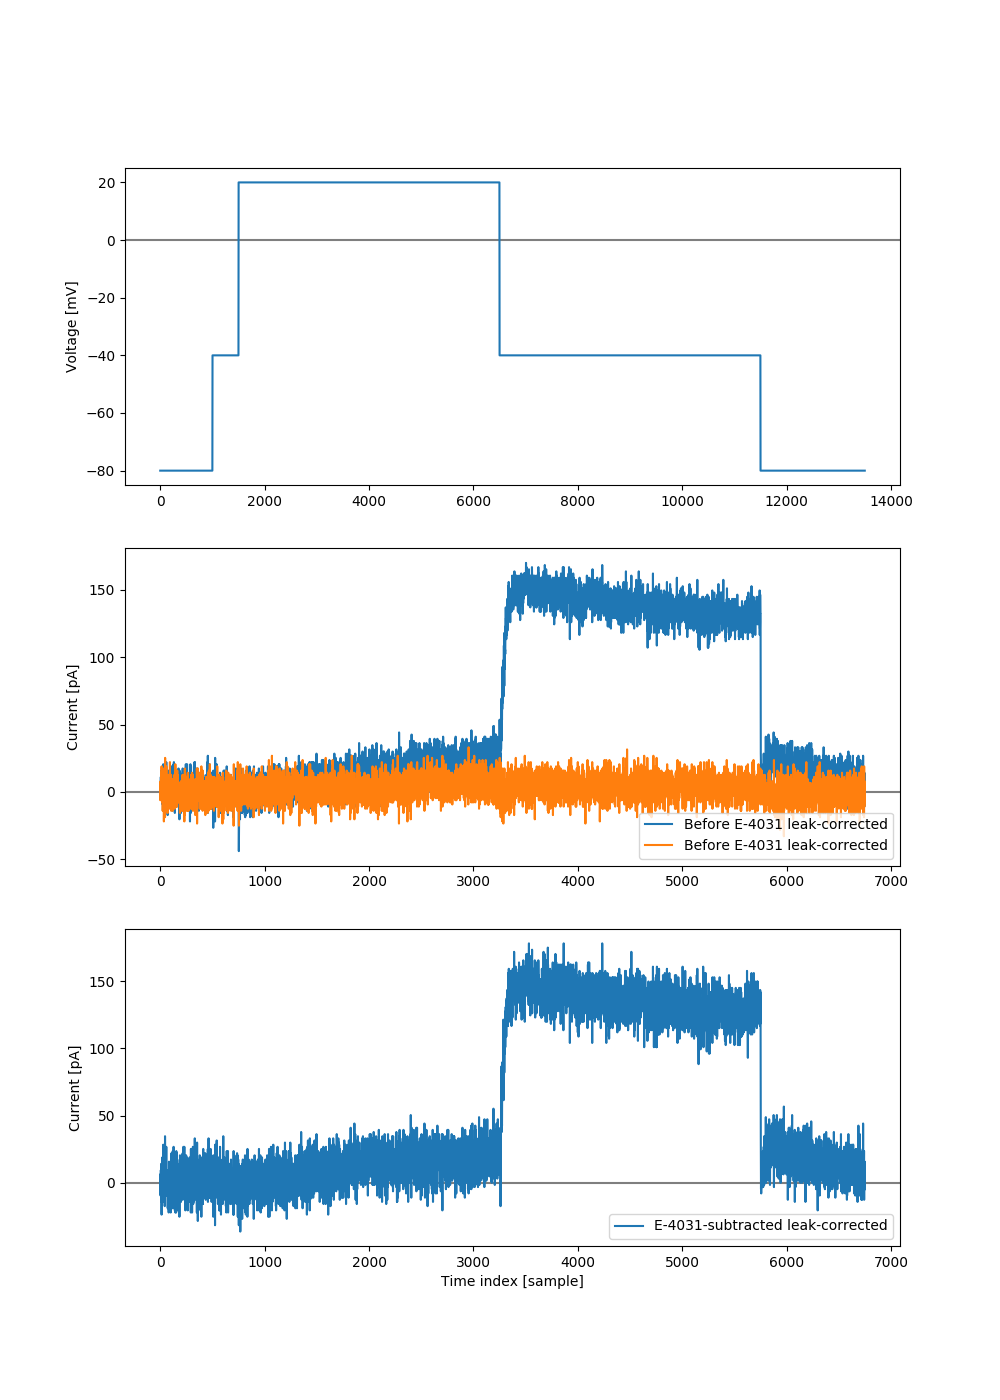 20
0
−20
−40
−60
−80
Voltage [mV]
0 2000 4000 6000 8000 10000 12000 14000
150
100
50
0
−50
Current [pA]
Before E-4031 leak-corrected
Before E-4031 leak-corrected
0 1000 2000 3000 4000 5000 6000 7000
150
100
50
0
Current [pA]
E-4031-subtracted leak-corrected
0 1000 2000 3000 4000 5000 6000 7000
Time index [sample]